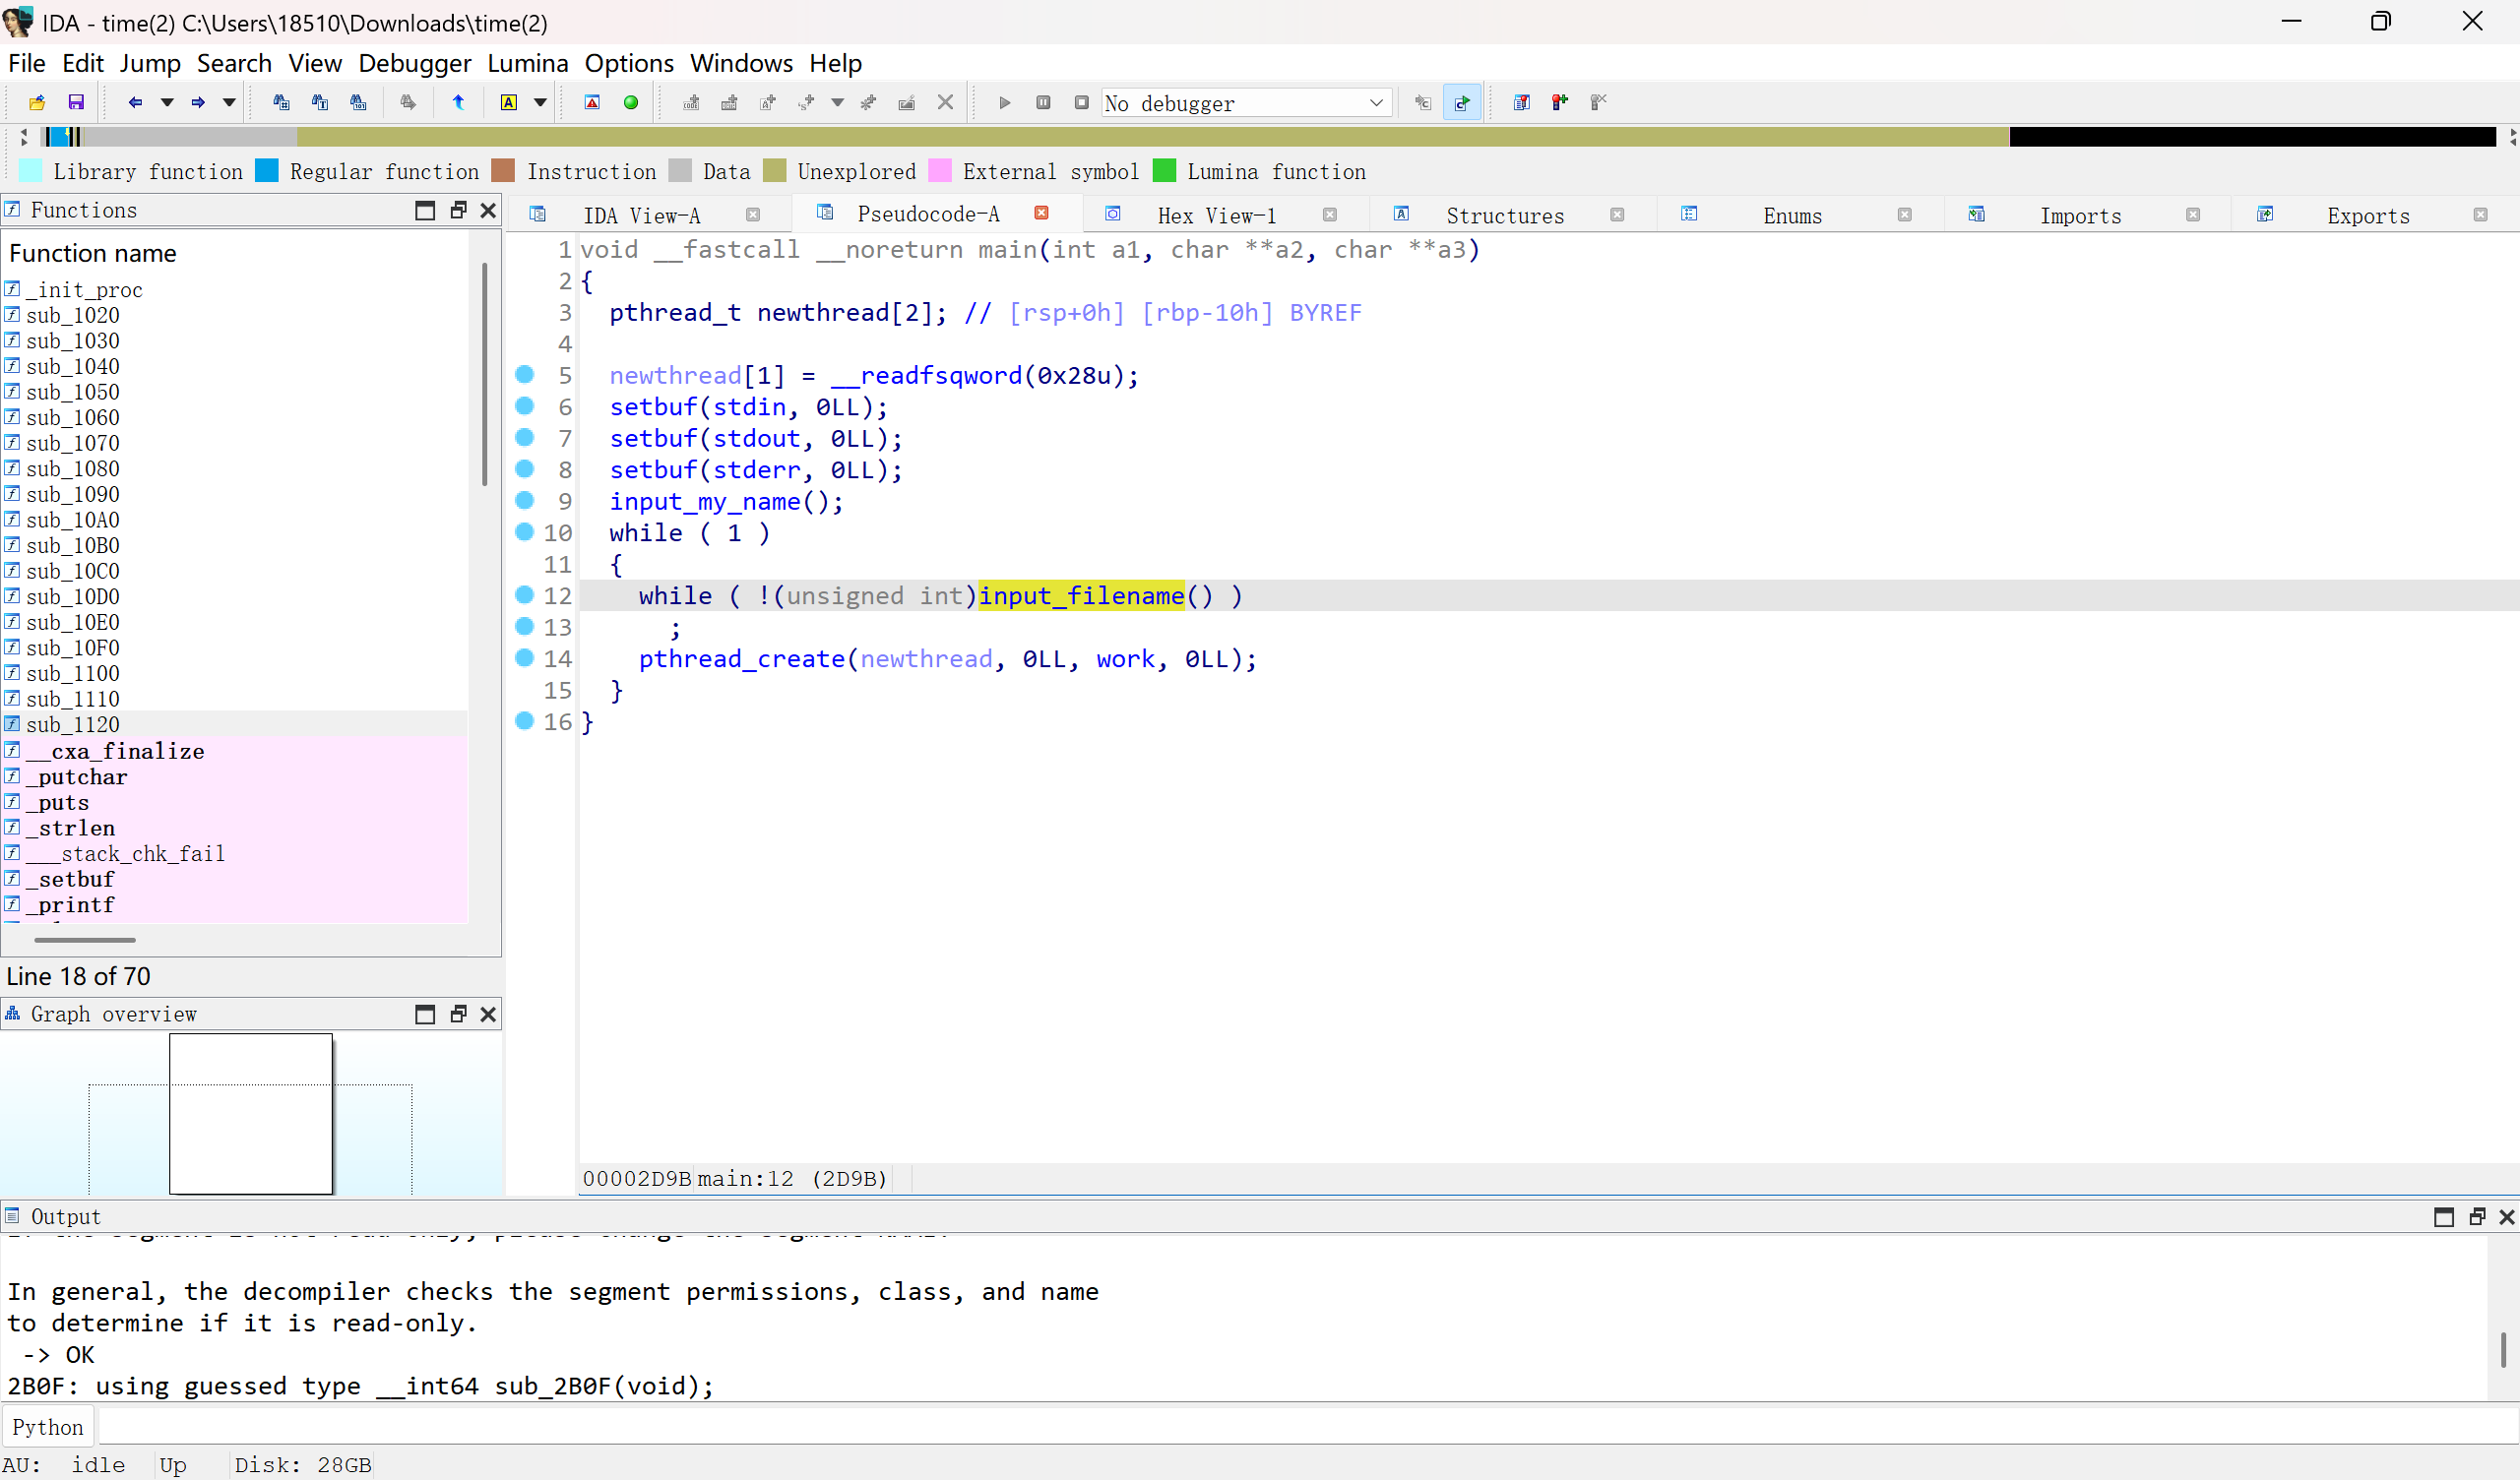 IDA - time(2) C:\Users\18510\Downloads\time(2)
File Edit Jump Search View Debugger Lumina Options Windows Help
No debugger
Library function Regular function Instruction Data Unexplored External symbol Lumina function
Functions
IDA View-A Pseudocode-A Hex View-1 Structures Enums Imports Exports
Function name
_init_proc
sub_1020
sub_1030
sub_1040
sub_1050
sub_1060
sub_1070
sub_1080
sub_1090
sub_10A0
sub_10B0
sub_10C0
sub_10D0
sub_10E0
sub_10F0
sub_1100
sub_1110
sub_1120
__cxa_finalize
_putchar
_puts
_strlen
___stack_chk_fail
_setbuf
_printf
Line 18 of 70
Graph overview
1 void __fastcall __noreturn main(int a1, char **a2, char **a3)
2 {
3 pthread_t newthread[2]; // [rsp+0h] [rbp-10h] BYREF
4
5 newthread[1] = __readfsqword(0x28u);
6 setbuf(stdin, 0LL);
7 setbuf(stdout, 0LL);
8 setbuf(stderr, 0LL);
9 input_my_name();
10 while ( 1 )
11 {
12 while ( !(unsigned int)input_filename() )
13 ;
14 pthread_create(newthread, 0LL, work, 0LL);
15 }
16 }
00002D9B main:12 (2D9B)
Output
In general, the decompiler checks the segment permissions, class, and name
to determine if it is read-only.
-> OK
2B0F: using guessed type __int64 sub_2B0F(void);
Python
AU: idle Up Disk: 28GB